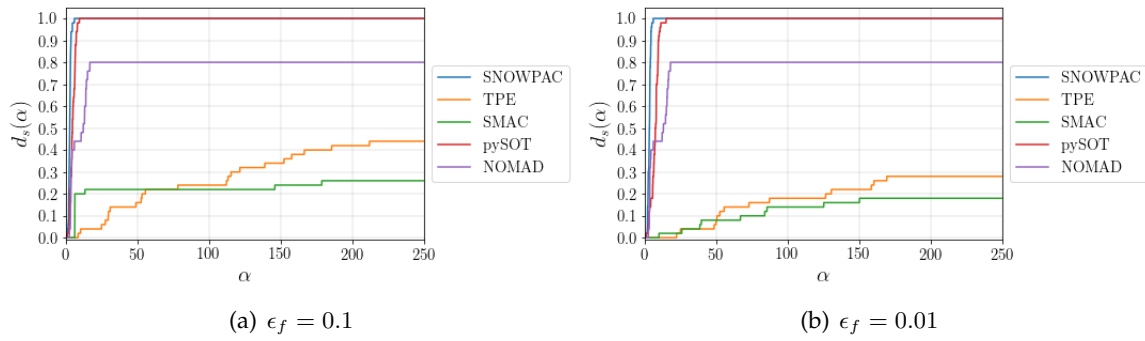 1.0
0.9
0.8
0.7
0.6
0.5
0.4
0.3
0.2
0.1
0.0
d_s(α)
0 50 100 150 200 250
α
SNOWPAC
TPE
SMAC
pySOT
NOMAD
(a) ϵ_f = 0.1
1.0
0.9
0.8
0.7
0.6
0.5
0.4
0.3
0.2
0.1
0.0
d_s(α)
0 50 100 150 200 250
α
SNOWPAC
TPE
SMAC
pySOT
NOMAD
(b) ϵ_f = 0.01